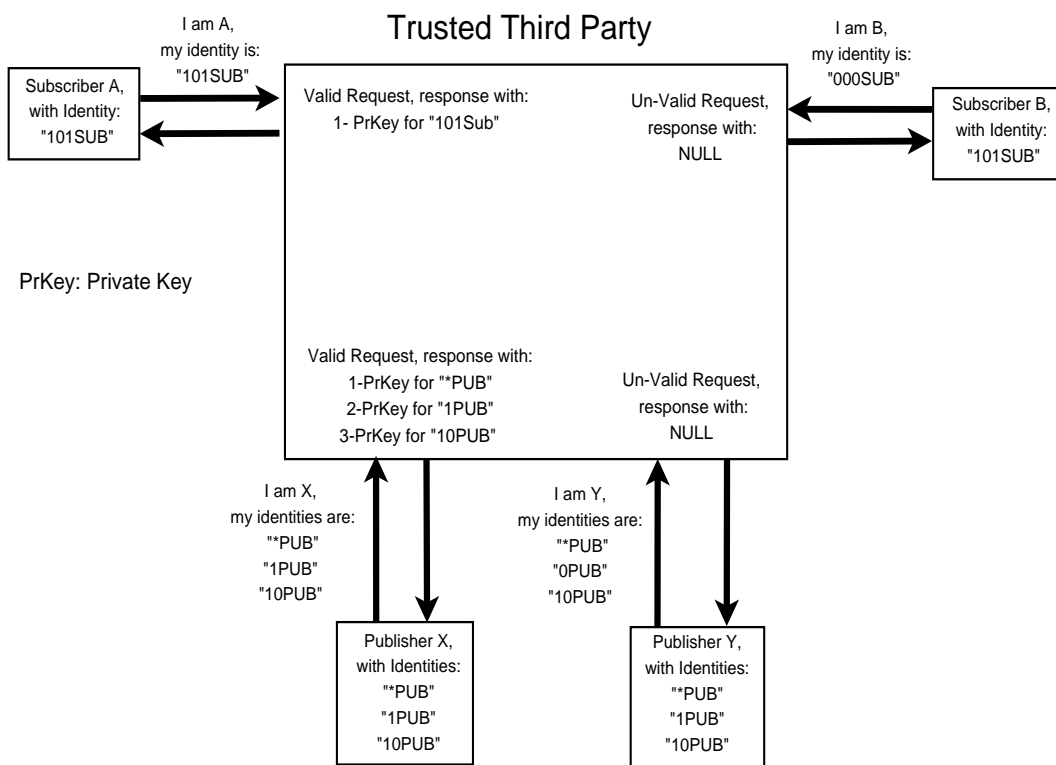 Trusted Third Party
I am A,
my identity is:
"101SUB"
Subscriber A,
with Identity:
"101SUB"
Valid Request, response with:
1- PrKey for "101Sub"
Un-Valid Request,
response with:
NULL
I am B,
my identity is:
"000SUB"
Subscriber B,
with Identity:
"101SUB"
PrKey: Private Key
Valid Request, response with:
1-PrKey for "*PUB"
2-PrKey for "1PUB"
3-PrKey for "10PUB"
Un-Valid Request,
response with:
NULL
I am X,
my identities are:
"*PUB"
"1PUB"
"10PUB"
I am Y,
my identities are:
"*PUB"
"0PUB"
"10PUB"
Publisher X,
with Identities:
"*PUB"
"1PUB"
"10PUB"
Publisher Y,
with Identities:
"*PUB"
"1PUB"
"10PUB"